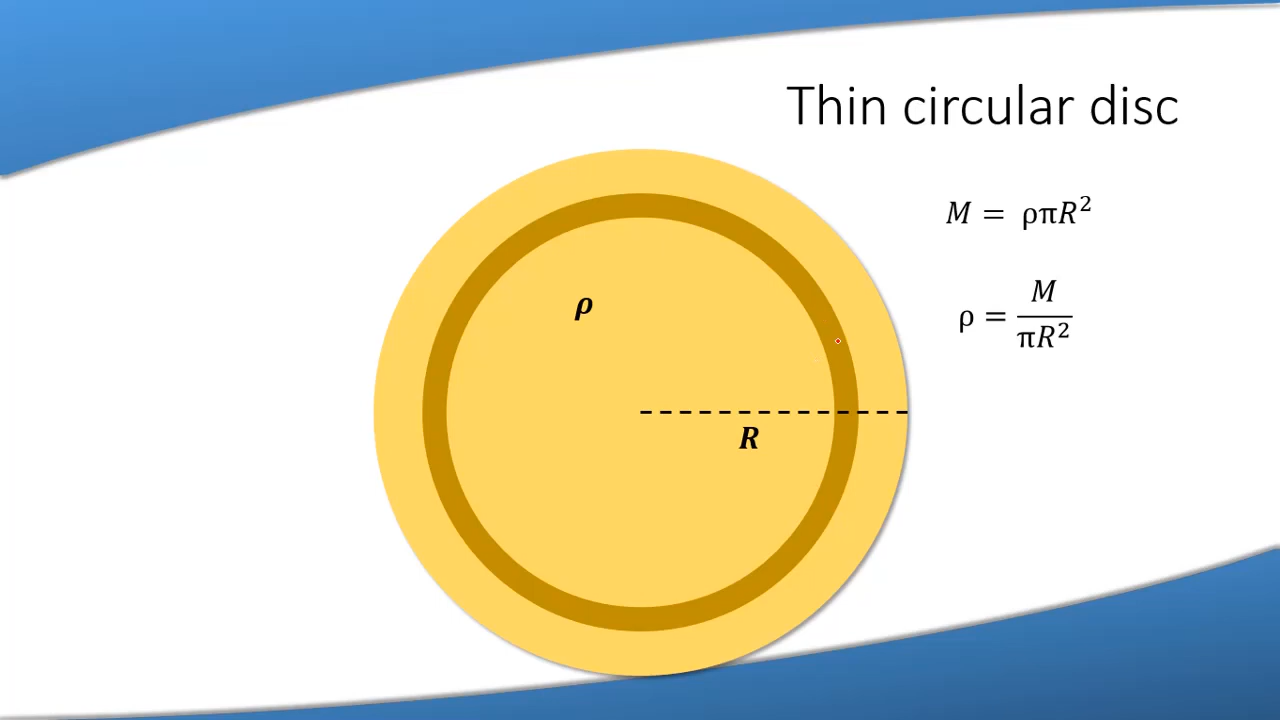 Thin circular disc
M = ρπR²
ρ = M/πR²
ρ
R